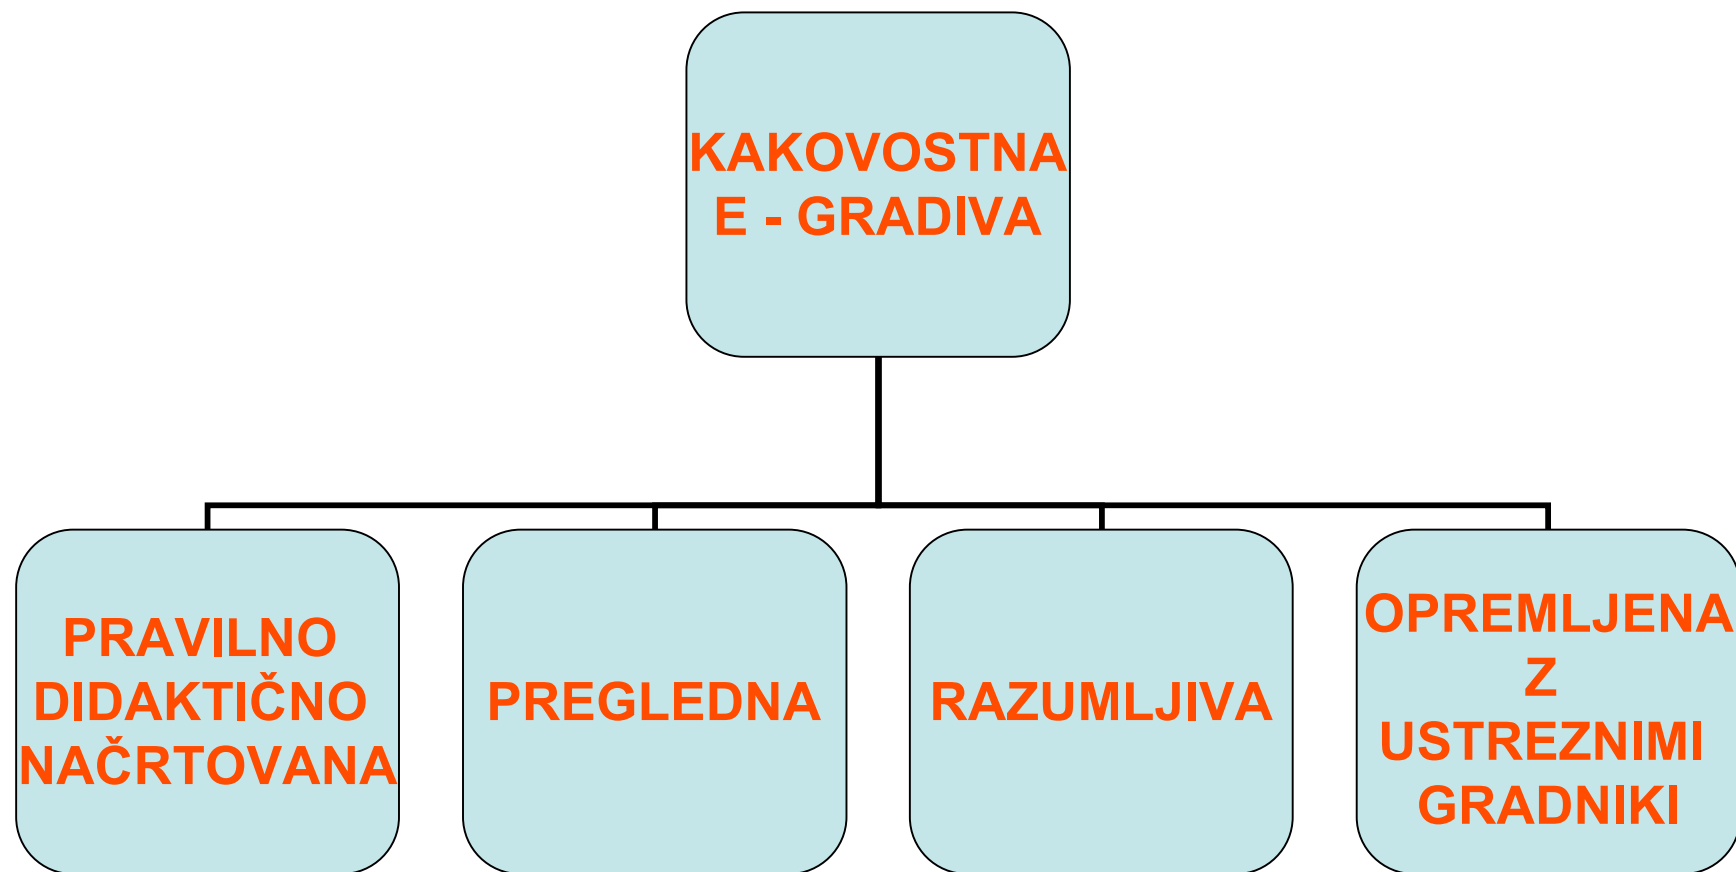 KAKOVOSTNA
E - GRADIVA
PRAVILNO
DIDAKTIČNO
NAČRTOVANA
PREGLEDNA
RAZUMLJIVA
OPREMLJENA
Z
USTREZNIMI
GRADNIKI